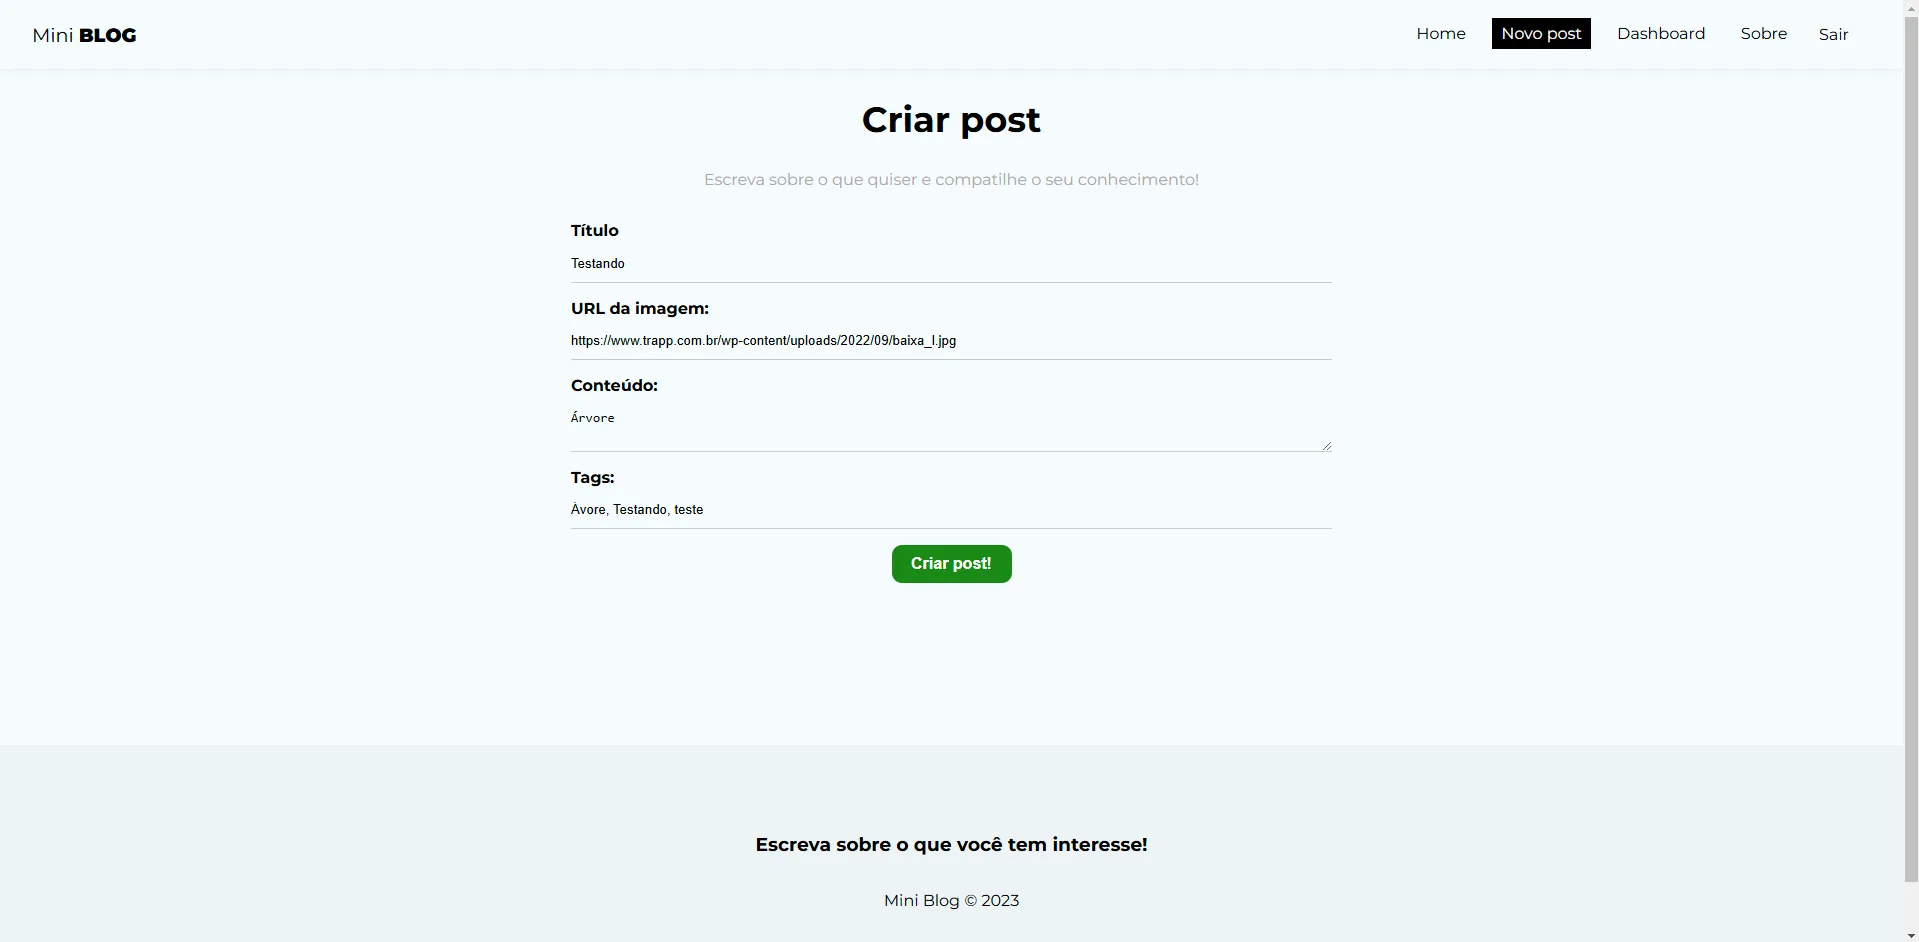 Mini BLOG
Home Novo post Dashboard Sobre Sair
Criar post
Escreva sobre o que quiser e compatilhe o seu conhecimento!
Título
Testando
URL da imagem:
https://www.trapp.com.br/wp-content/uploads/2022/09/baixa_l.jpg
Conteúdo:
Árvore
Tags:
Ávore, Testando, teste
Criar post!
Escreva sobre o que você tem interesse!
Mini Blog © 2023